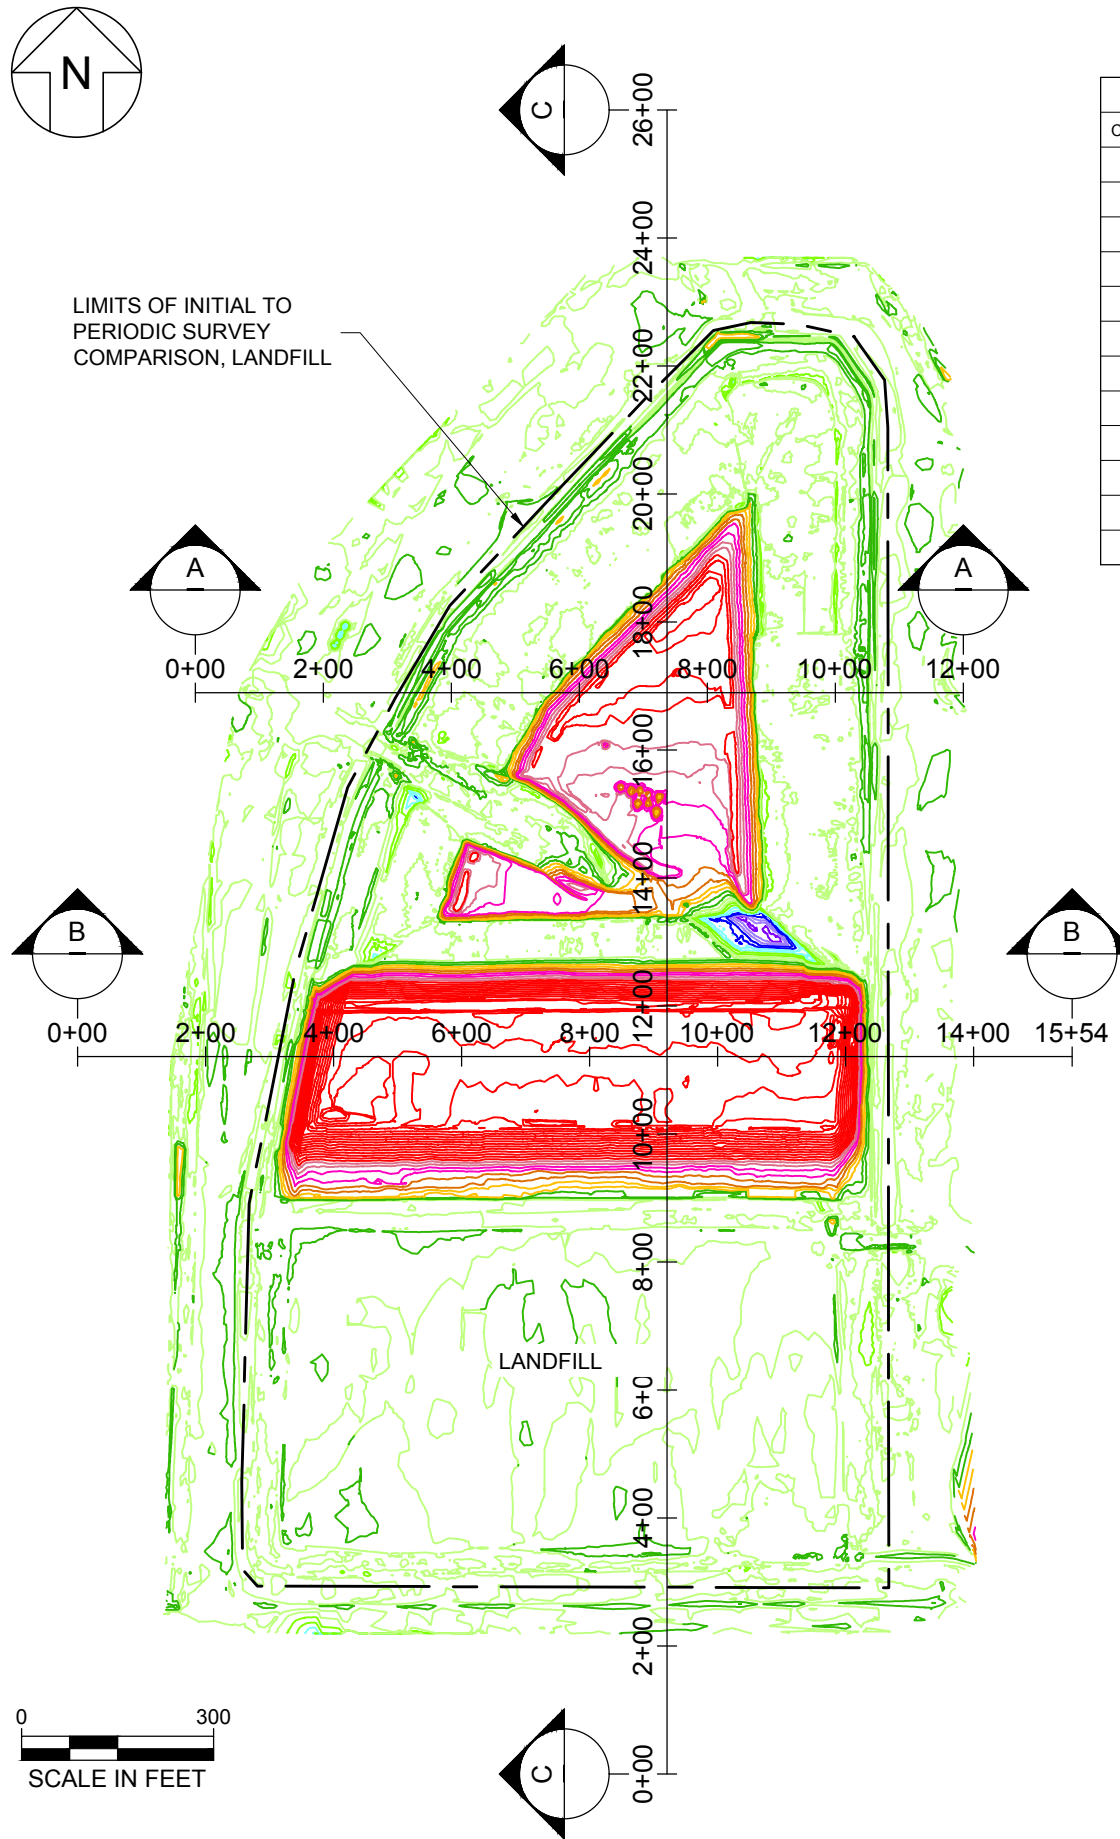 N
C
26+00
24+00
LIMITS OF INITIAL TO
PERIODIC SURVEY
COMPARISON, LANDFILL
22+00
20+00
A
A
18+00
0+00 2+00 4+00 6+00 8+00 10+00 12+00
16+00
14+00
B
B
12+00
0+00 2+00 4+00 6+00 8+00 10+00 12+00 14+00 15+54
10+00
8+00
LANDFILL
6+0
4+00
2+00
0 300
SCALE IN FEET
C
0+00